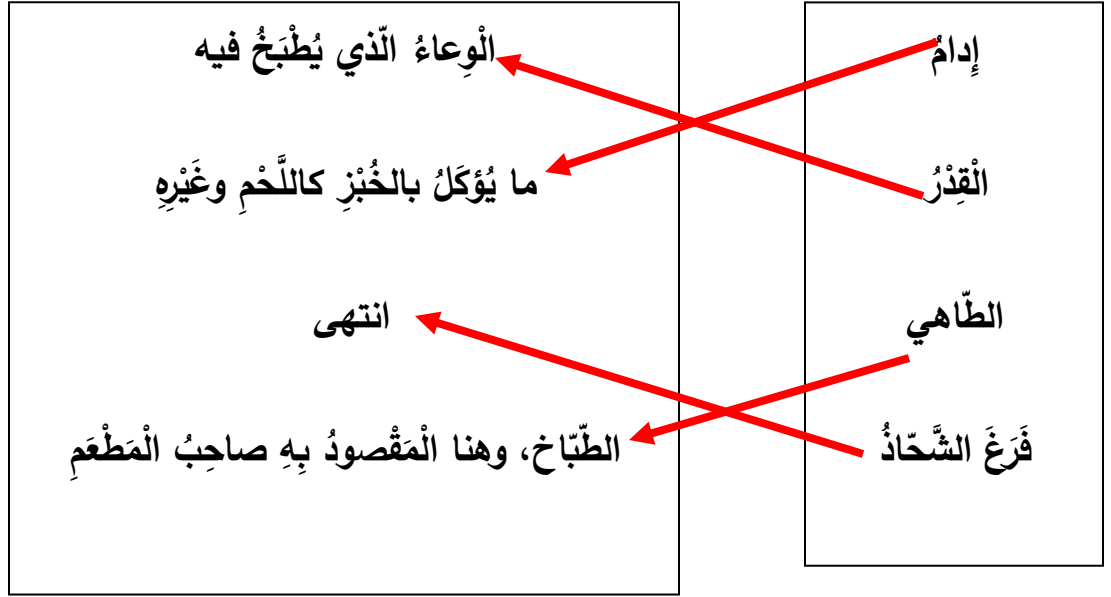 إِدامُ
الْوِعاءُ الّذي يُطْبَخُ فيه
الْقِدْرُ
ما يُؤكَلُ بالخُبْزِ كاللَّحْمِ وغَيْرِهِ
الطّاهي
انتهى
فَرَغَ الشَّحّاذُ
الطّبّاخ، وهنا الْمَقْصودُ بِهِ صاحِبُ الْمَطْعَمِ